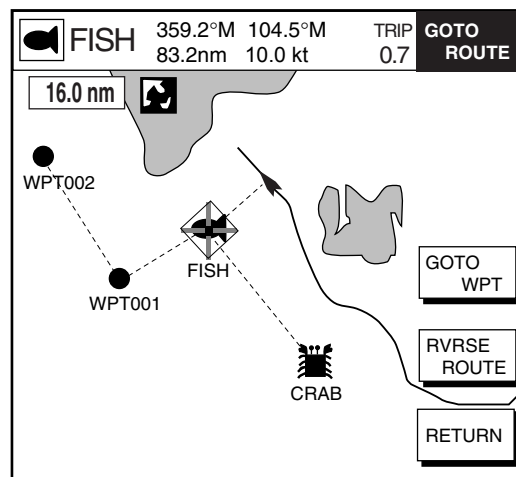 FISH
359.2°M 104.5°M
83.2nm 10.0 kt
TRIP
0.7
GOTO
ROUTE
16.0 nm
WPT002
FISH
WPT001
CRAB
GOTO
WPT
RVRSE
ROUTE
RETURN